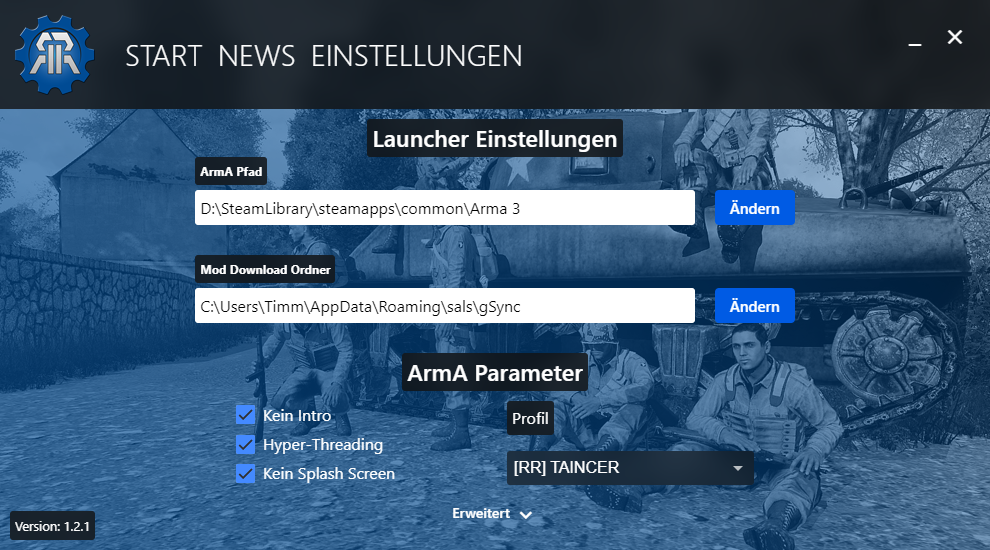 START NEWS EINSTELLUNGEN
Launcher Einstellungen
ArmA Pfad
D:\SteamLibrary\steamapps\common\Arma 3
Ändern
Mod Download Ordner
C:\Users\Timm\AppData\Roaming\sals\gSync
Ändern
ArmA Parameter
Kein Intro
Hyper-Threading
Kein Splash Screen
Profil
[RR] TAINCER
Erweitert
Version: 1.2.1